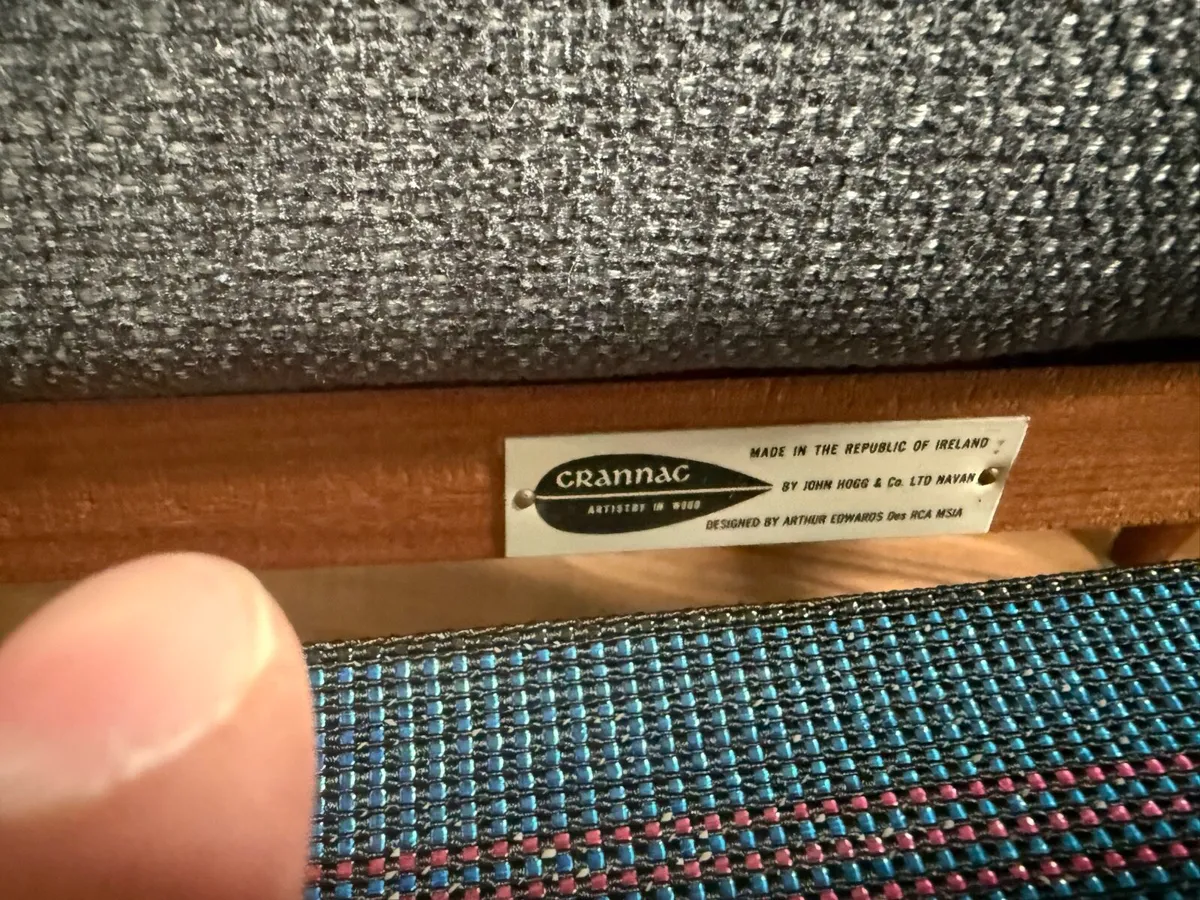 CRANNAC
ARTISTRY IN WOOD
MADE IN THE REPUBLIC OF IRELAND
BY JOHN HOGG & Co. LTD NAVAN
DESIGNED BY ARTHUR EDWARDS Des RCA MSIA